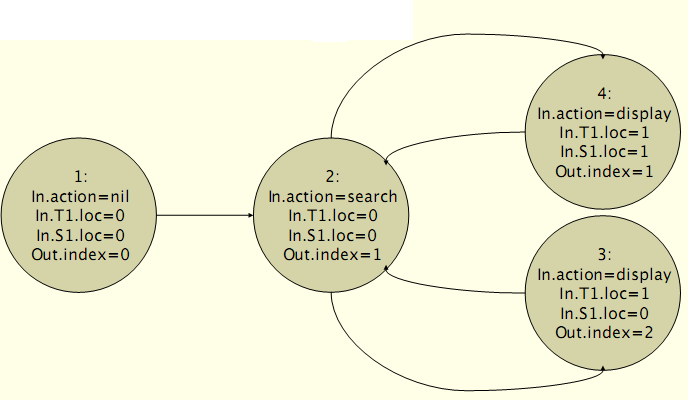 1:
In.action=nil
In.T1.loc=0
In.S1.loc=0
Out.index=0
2:
In.action=search
In.T1.loc=0
In.S1.loc=0
Out.index=1
4:
In.action=display
In.T1.loc=1
In.S1.loc=1
Out.index=1
3:
In.action=display
In.T1.loc=1
In.S1.loc=0
Out.index=2